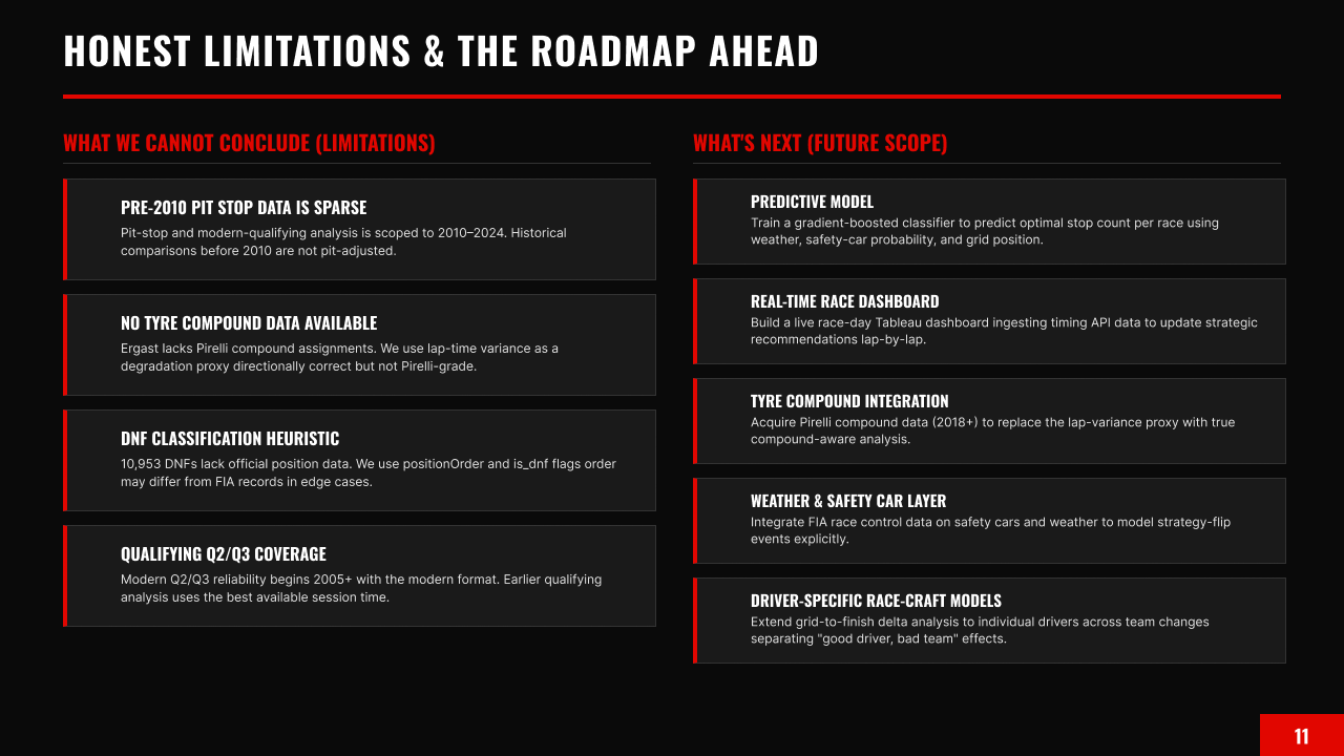 HONEST LIMITATIONS & THE ROADMAP AHEAD
WHAT WE CANNOT CONCLUDE (LIMITATIONS)
PRE-2010 PIT STOP DATA IS SPARSE
Pit-stop and modern-qualifying analysis is scoped to 2010–2024. Historical
comparisons before 2010 are not pit-adjusted.
NO TYRE COMPOUND DATA AVAILABLE
Ergast lacks Pirelli compound assignments. We use lap-time variance as a
degradation proxy directionally correct but not Pirelli-grade.
DNF CLASSIFICATION HEURISTIC
10,953 DNFs lack official position data. We use positionOrder and is_dnf flags order
may differ from FIA records in edge cases.
QUALIFYING Q2/Q3 COVERAGE
Modern Q2/Q3 reliability begins 2005+ with the modern format. Earlier qualifying
analysis uses the best available session time.
WHAT'S NEXT (FUTURE SCOPE)
PREDICTIVE MODEL
Train a gradient-boosted classifier to predict optimal stop count per race using
weather, safety-car probability, and grid position.
REAL-TIME RACE DASHBOARD
Build a live race-day Tableau dashboard ingesting timing API data to update strategic
recommendations lap-by-lap.
TYRE COMPOUND INTEGRATION
Acquire Pirelli compound data (2018+) to replace the lap-variance proxy with true
compound-aware analysis.
WEATHER & SAFETY CAR LAYER
Integrate FIA race control data on safety cars and weather to model strategy-flip
events explicitly.
DRIVER-SPECIFIC RACE-CRAFT MODELS
Extend grid-to-finish delta analysis to individual drivers across team changes
separating "good driver, bad team" effects.
11